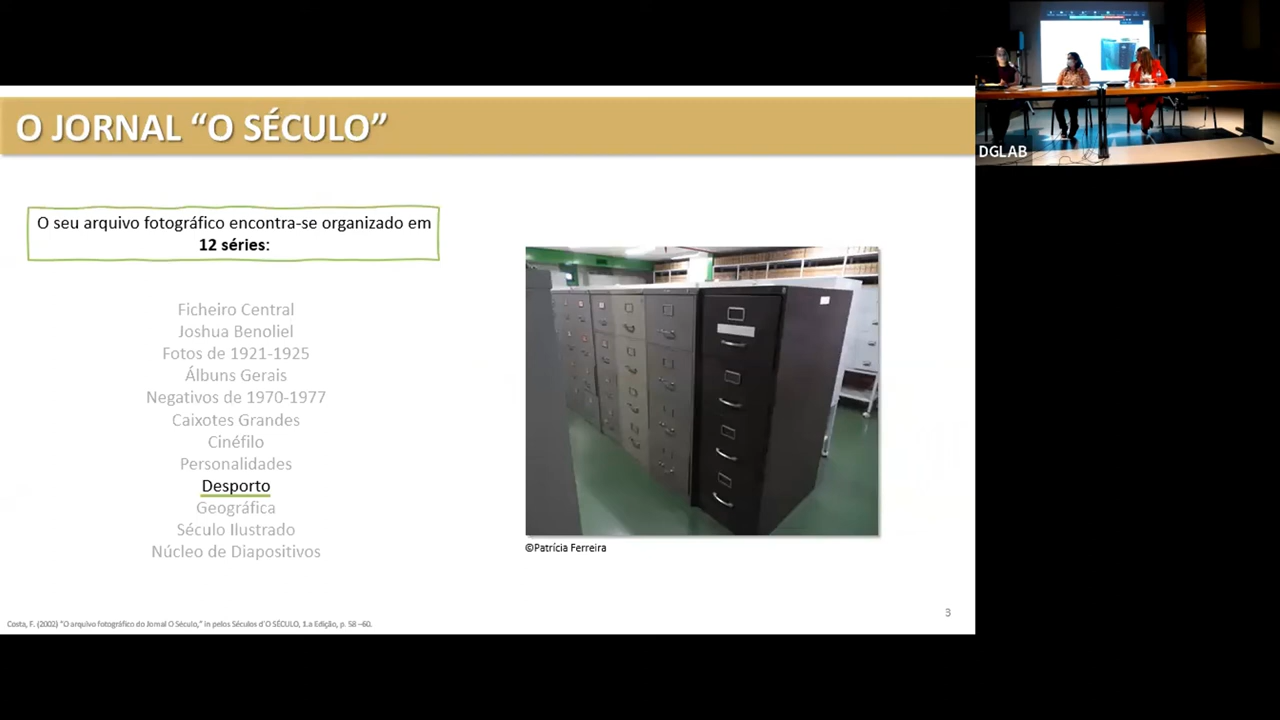 O JORNAL “O SÉCULO”
O seu arquivo fotográfico encontra-se organizado em
12 séries:
Ficheiro Central
Joshua Benoliel
Fotos de 1921-1925
Álbuns Gerais
Negativos de 1970-1977
Caixotes Grandes
Cinéfilo
Personalidades
Desporto
Geográfica
Século Ilustrado
Núcleo de Diapositivos
©Patrícia Ferreira
3
Costa, F. (2002) “O arquivo fotográfico do Jornal O Século,” in pelos Séculos d’O SÉCULO, 1.a Edição, p. 58 –60.
DGLAB